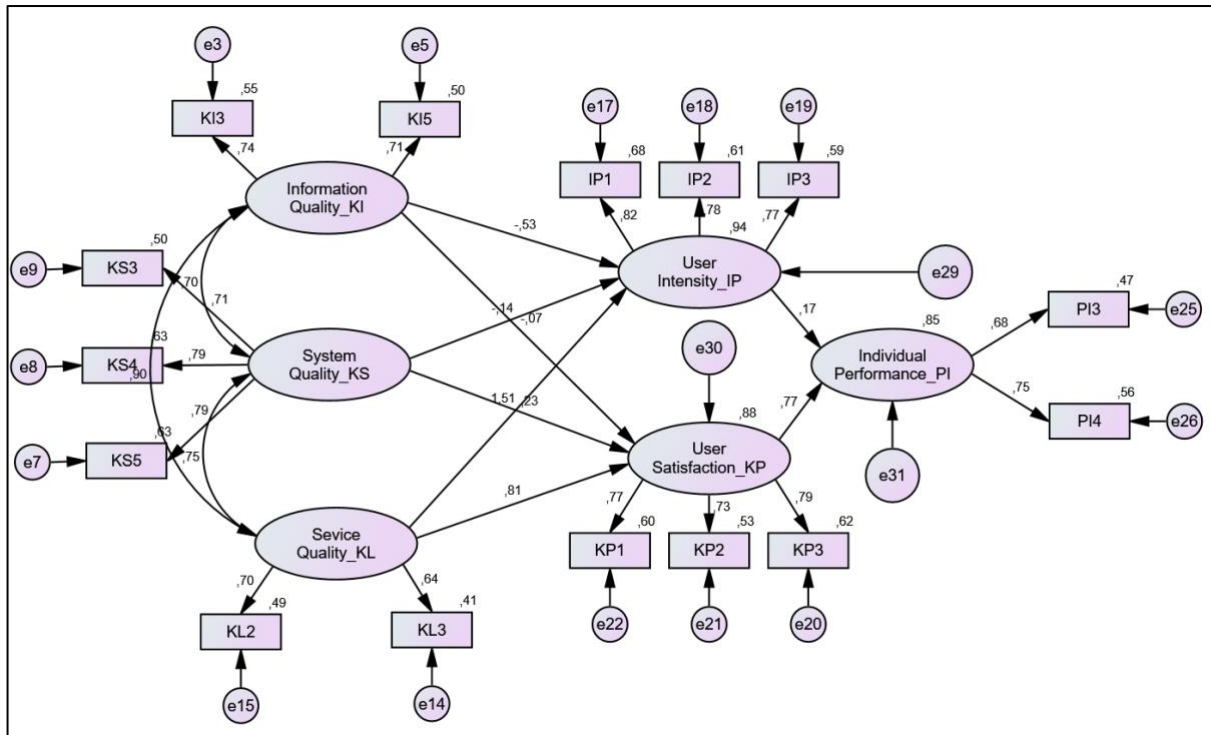 e3
e5
,55
,50
KI3
KI5
,74
,71
Information
Quality_KI
e17
e18
e19
,68
,61
,59
IP1
IP2
IP3
,82
,78
,77
,94
User
Intensity_IP
e29
-,53
-,14
-,07
e9
,50
KS3
,70
,71
e8
,63
KS4
,79
,90
System
Quality_KS
e7
,63
KS5
,79
,75
e30
,17
,85
Individual
Performance_PI
e31
,47
PI3
,68
e25
,56
PI4
,75
e26
1,51
,23
,88
User
Satisfaction_KP
,77
,81
Sevice
Quality_KL
,77
,73
,79
,60
,53
,62
KP1
KP2
KP3
e22
e21
e20
,70
,64
,49
,41
KL2
KL3
e15
e14